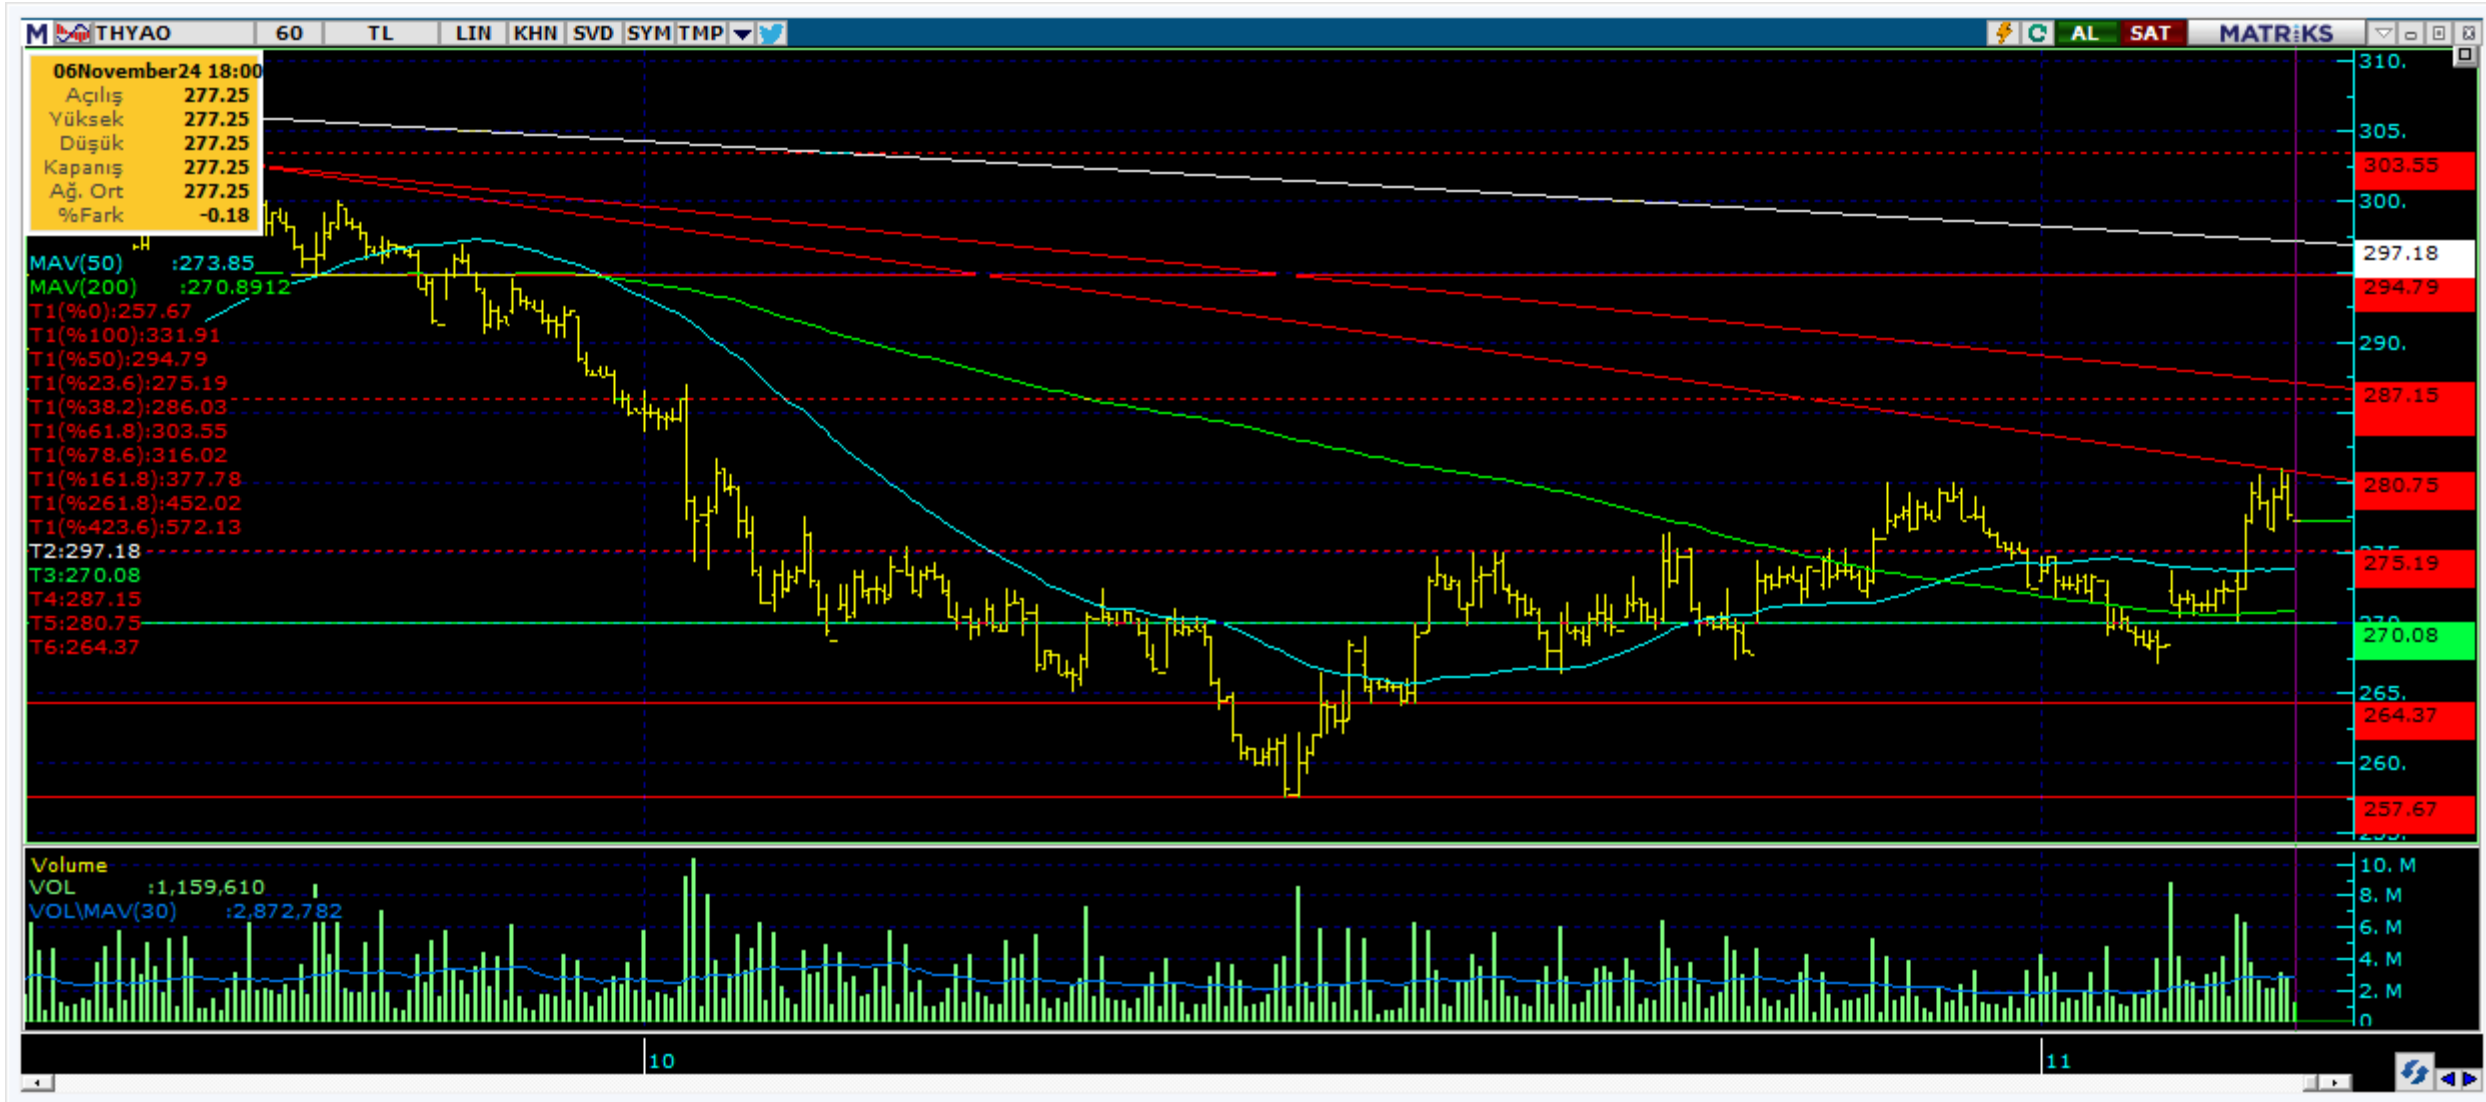 M THYAO 60 TL LIN KHN SVD SYM TMP AL SAT MATRiKS
06November24 18:00
Açılış 277.25
Yüksek 277.25
Düşük 277.25
Kapanış 277.25
Ağ. Ort 277.25
%Fark -0.18
MAV(50) :273.85
MAV(200) :270.8912
T1(%0):257.67
T1(%100):331.91
T1(%50):294.79
T1(%23.6):275.19
T1(%38.2):286.03
T1(%61.8):303.55
T1(%78.6):316.02
T1(%161.8):377.78
T1(%261.8):452.02
T1(%423.6):572.13
T2:297.18
T3:270.08
T4:287.15
T5:280.75
T6:264.37
310.
305.
303.55
300.
297.18
294.79
290.
287.15
280.75
275.19
270.08
265.
264.37
260.
257.67
Volume
VOL :1,159,610
VOL\MAV(30) :2,872,782
10. M
8. M
6. M
4. M
2. M
0
10
11